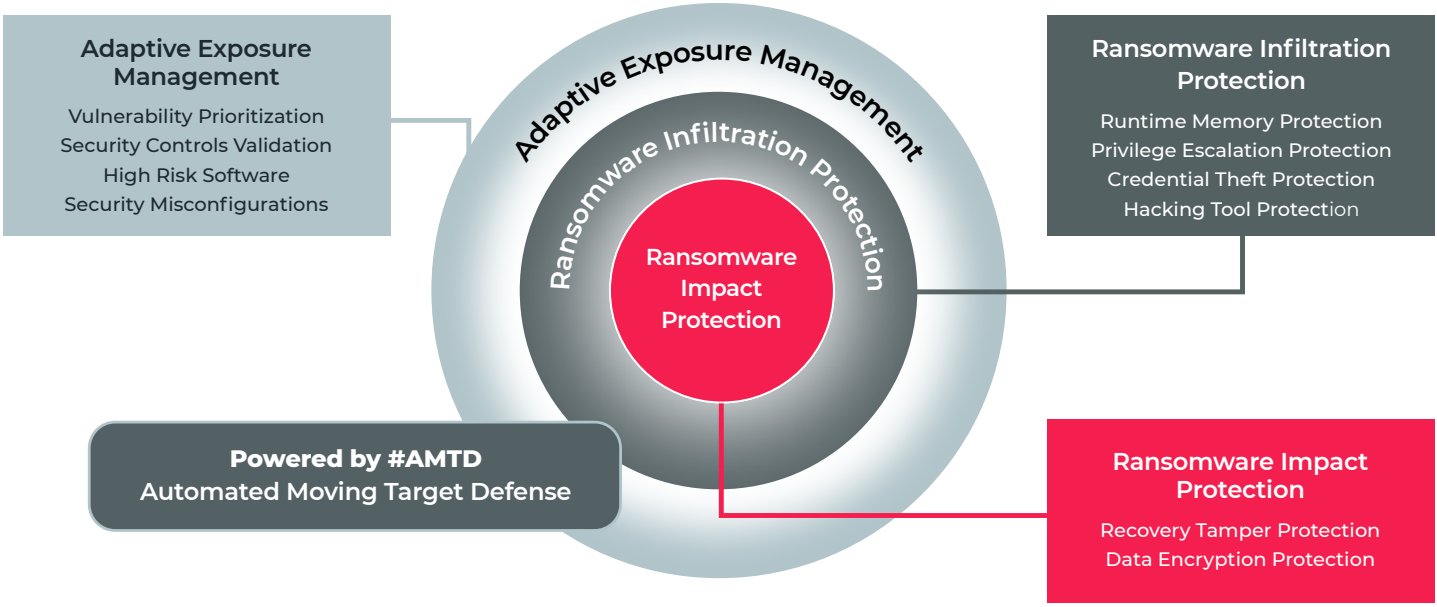 Adaptive Exposure
Management
Vulnerability Prioritization
Security Controls Validation
High Risk Software
Security Misconfigurations
Adaptive Exposure Management
Ransomware Infiltration Protection
Ransomware
Impact
Protection
Ransomware Infiltration
Protection
Runtime Memory Protection
Privilege Escalation Protection
Credential Theft Protection
Hacking Tool Protection
Powered by #AMTD
Automated Moving Target Defense
Ransomware Impact
Protection
Recovery Tamper Protection
Data Encryption Protection